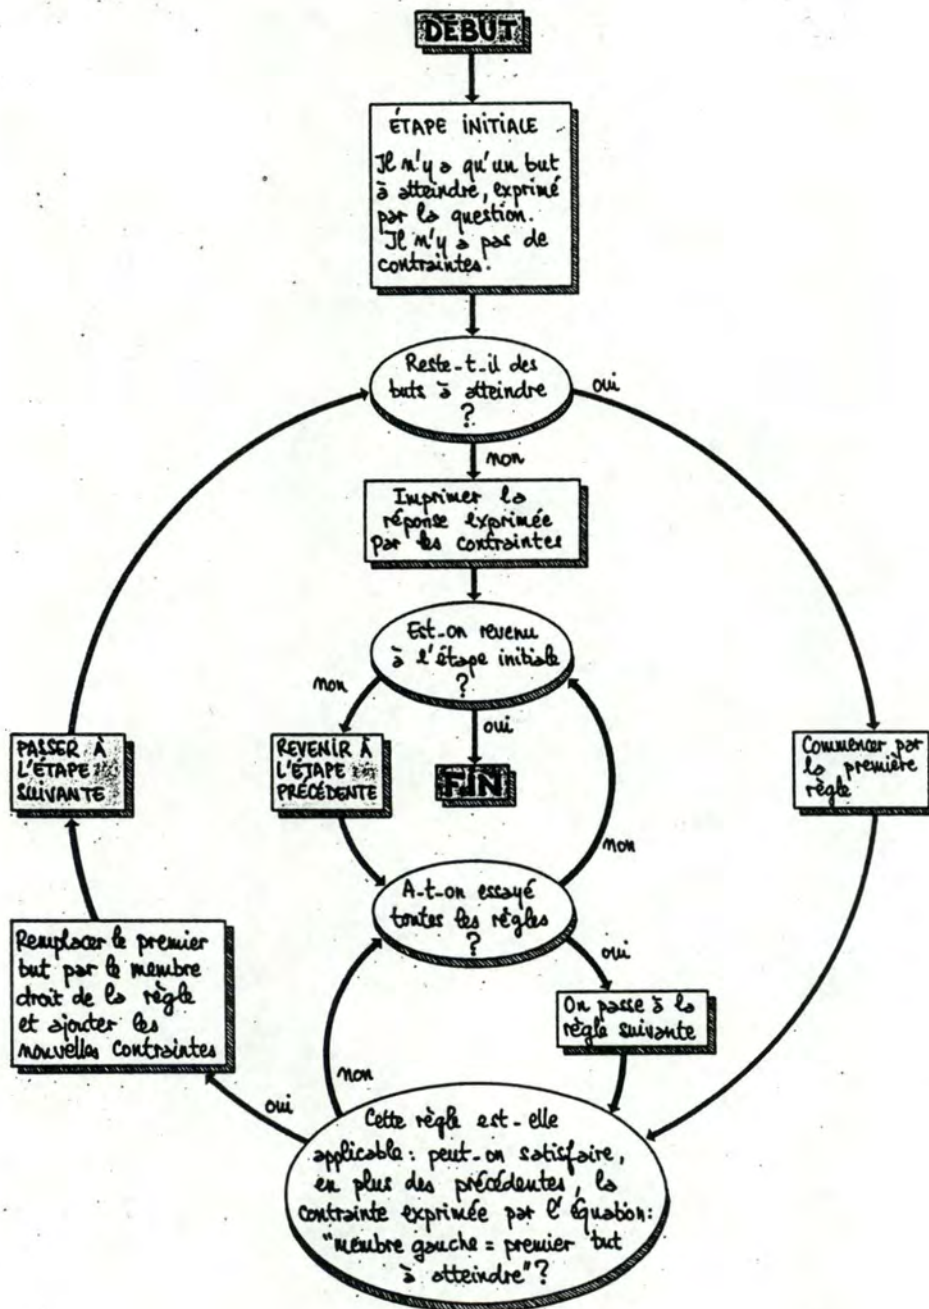 DÉBUT
ÉTAPE INITIALE
Il n'y a qu'un but
à atteindre, exprimé
par la question.
Il n'y a pas de
contraintes.
Reste-t-il des
buts à atteindre
?
oui
non
Imprimer la
réponse exprimée
par les contraintes
Est-on revenu
à l'étape initiale
?
non
oui
PASSER À
L'ÉTAPE
SUIVANTE
REVENIR À
L'ÉTAPE
PRÉCÉDENTE
FIN
Commencer par
la première
règle
non
A-t-on essayé
toutes les règles
?
oui
Remplacer le premier
but par le membre
droit de la règle
et ajouter les
nouvelles contraintes
On passe à la
règle suivante
non
oui
Cette règle est-elle
applicable: peut-on satisfaire,
en plus des précédentes, la
contrainte exprimée par l'équation:
"membre gauche = premier but
à atteindre"?